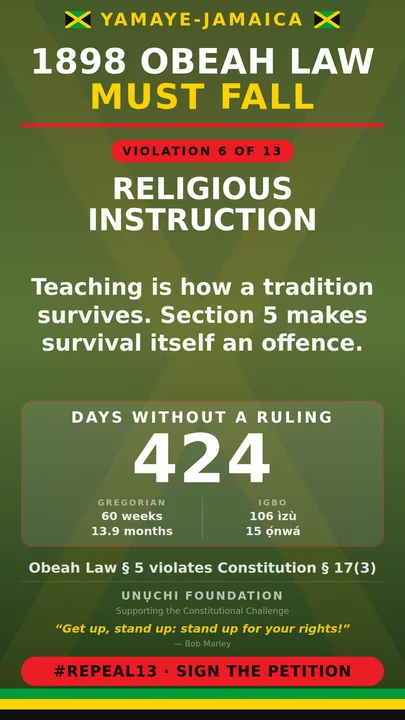 YAMAYE-JAMAICA
1898 OBEAH LAW
MUST FALL
VIOLATION 6 OF 13
RELIGIOUS
INSTRUCTION
Teaching is how a tradition
survives. Section 5 makes
survival itself an offence.
DAYS WITHOUT A RULING
424
GREGORIAN
60 weeks
13.9 months
IGBO
106 ìzù
15 ọ́nwá
Obeah Law § 5 violates Constitution § 17(3)
UNỤCHI FOUNDATION
Supporting the Constitutional Challenge
“Get up, stand up: stand up for your rights!”
— Bob Marley
#REPEAL13 · SIGN THE PETITION